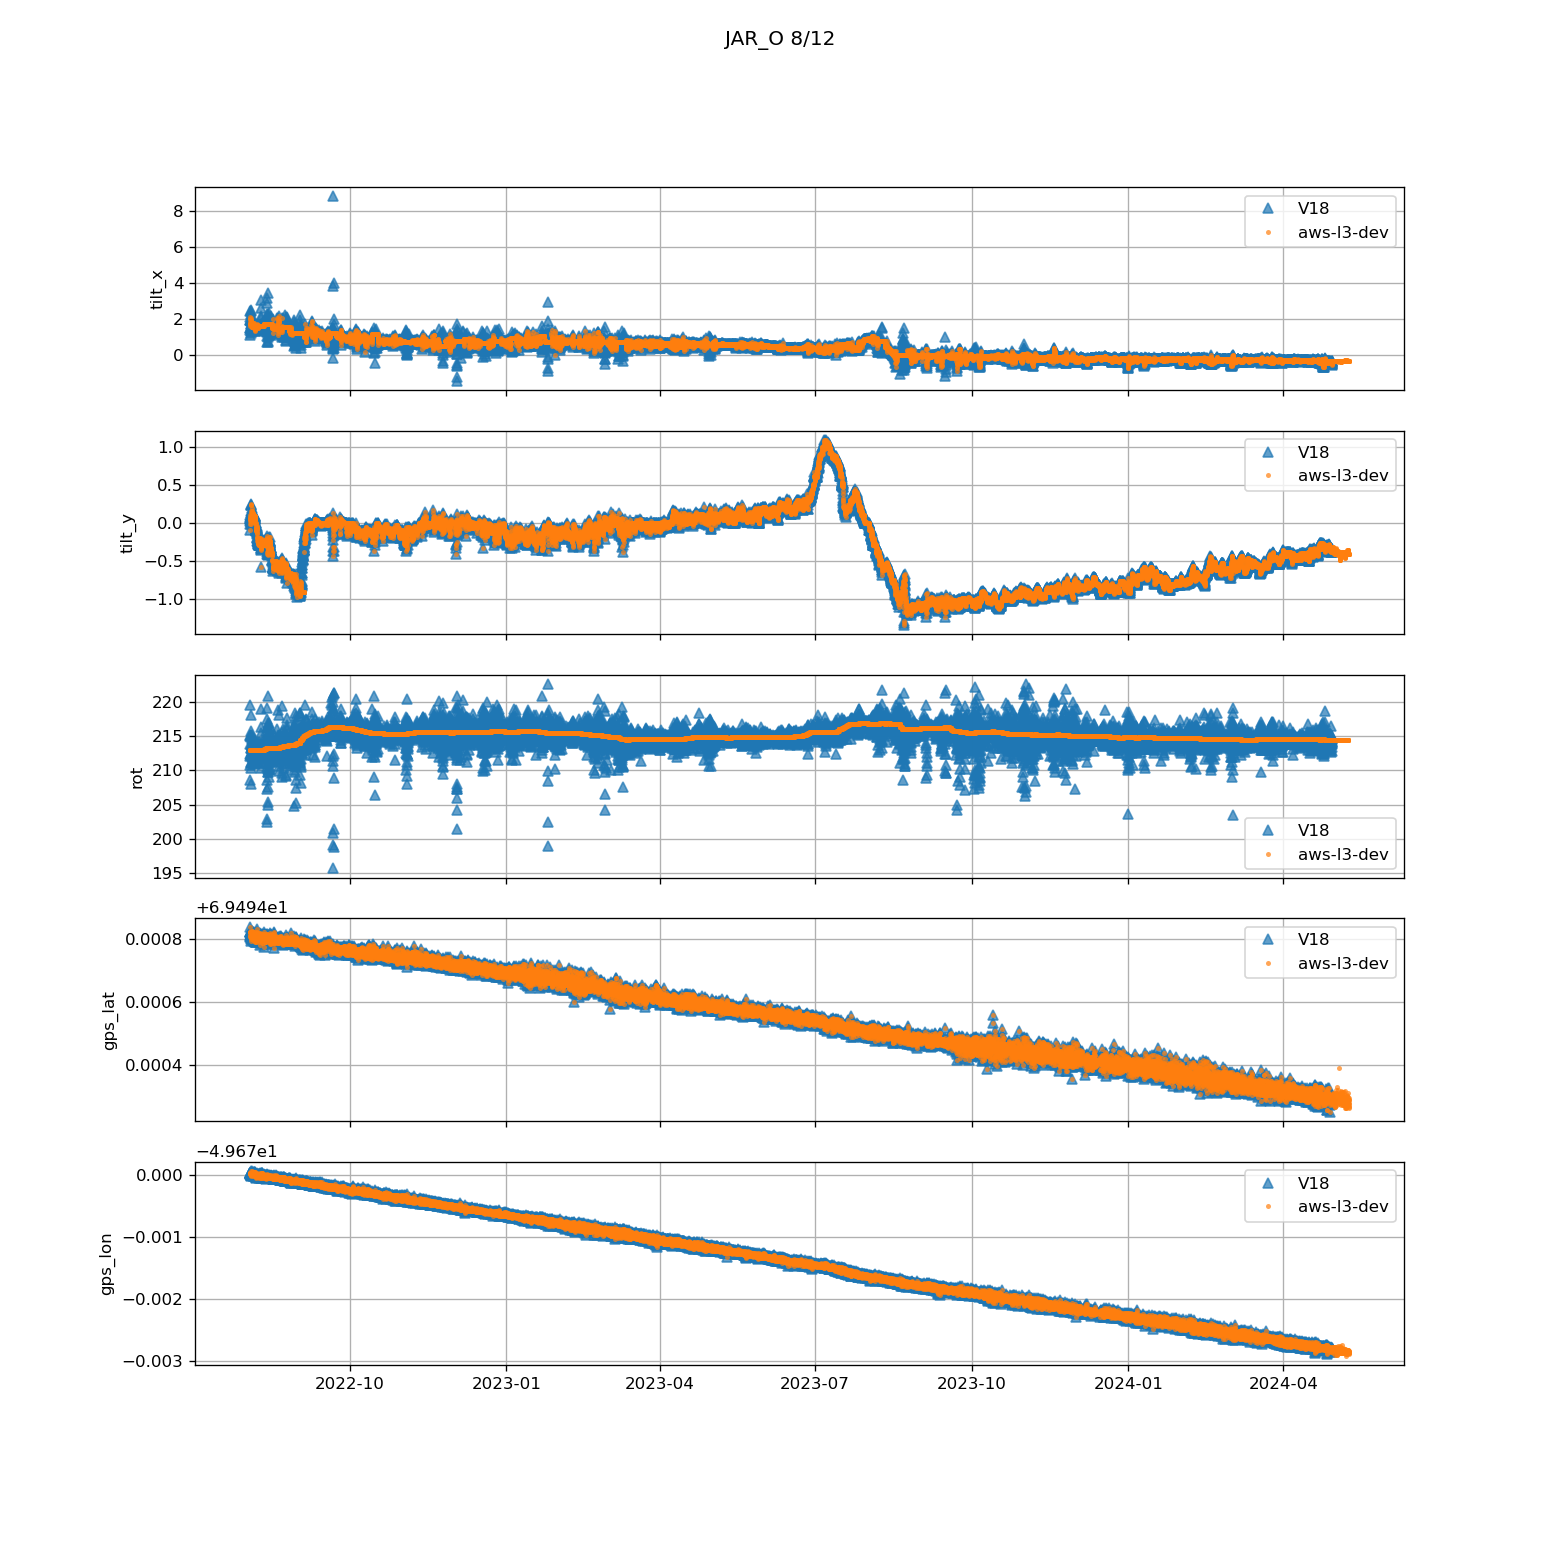 JAR_O 8/12
tilt_x
8
6
4
2
0
V18
aws-l3-dev
tilt_y
1.0
0.5
0.0
−0.5
−1.0
V18
aws-l3-dev
rot
220
215
210
205
200
195
V18
aws-l3-dev
+6.9494e1
gps_lat
0.0008
0.0006
0.0004
V18
aws-l3-dev
−4.967e1
gps_lon
0.000
−0.001
−0.002
−0.003
V18
aws-l3-dev
2022-10 2023-01 2023-04 2023-07 2023-10 2024-01 2024-04